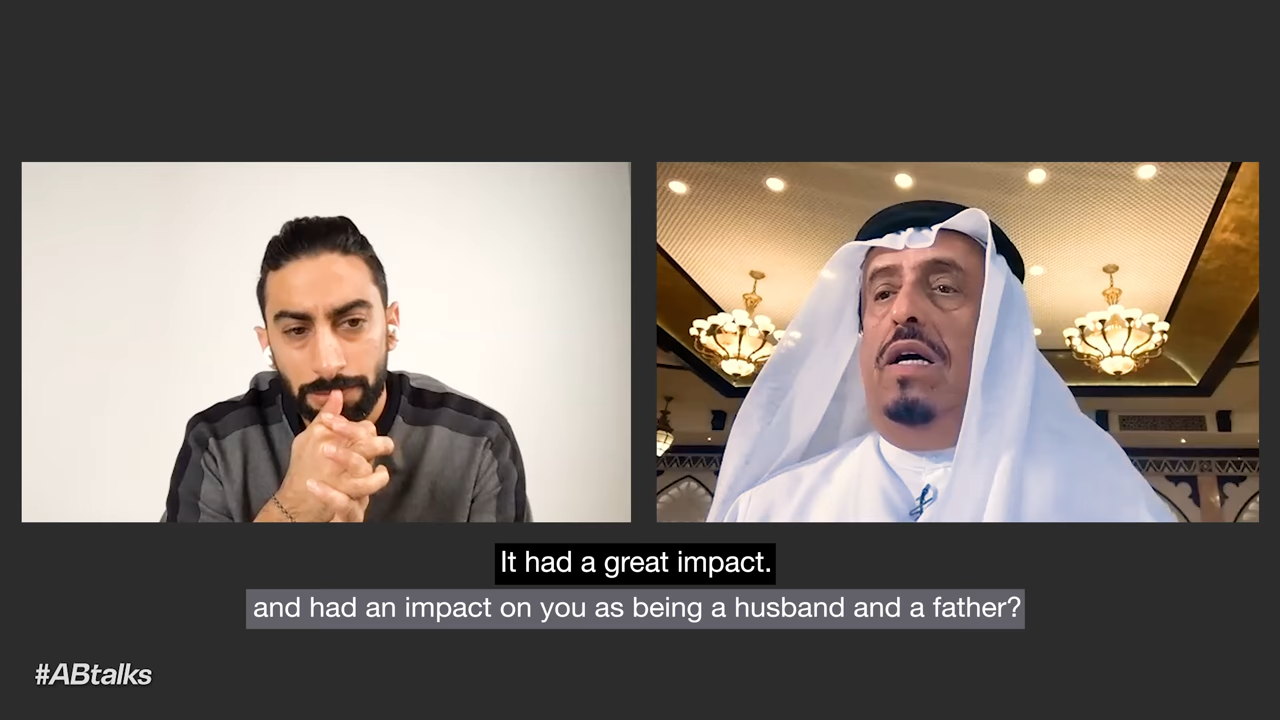 It had a great impact.
and had an impact on you as being a husband and a father?
#ABtalks